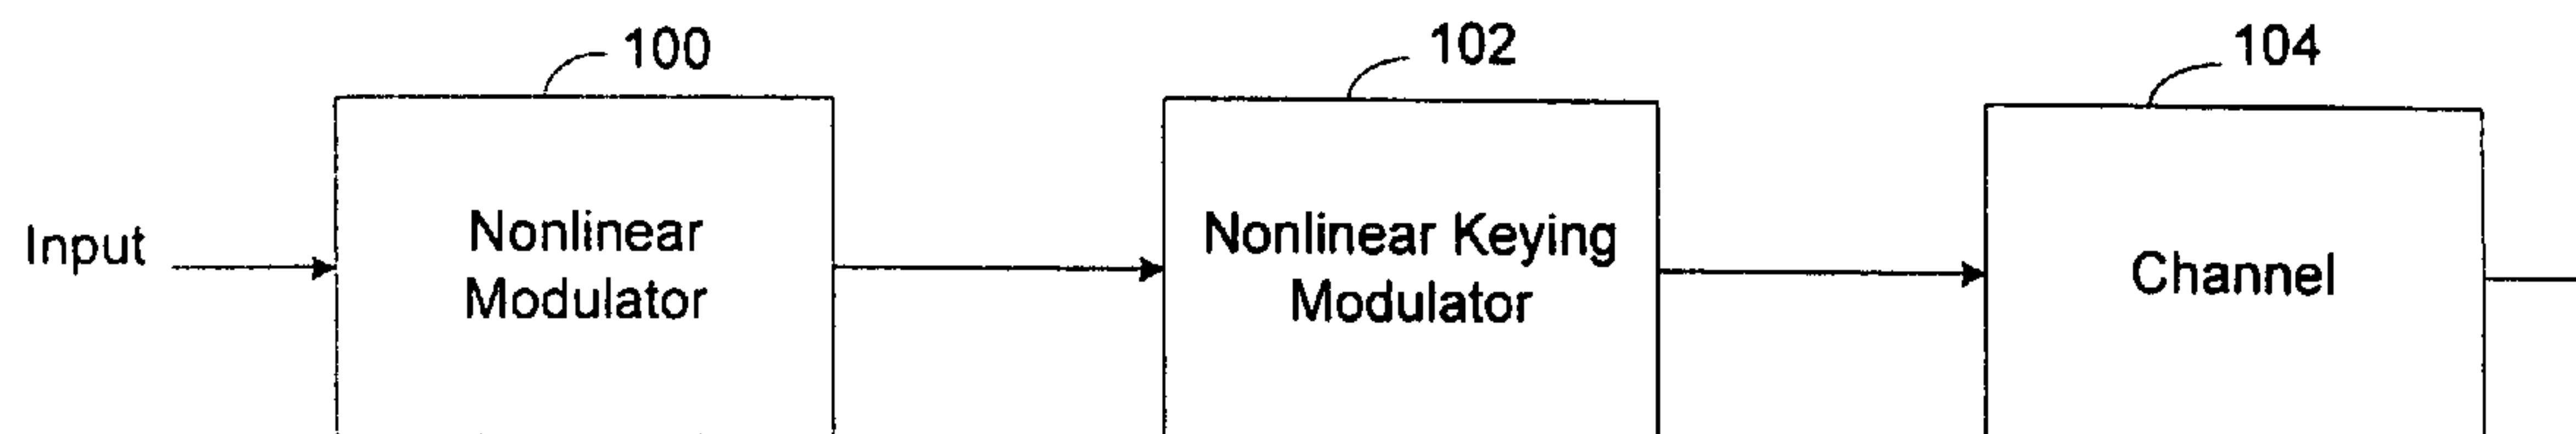 100
102
104
Input
Nonlinear
Modulator
Nonlinear Keying
Modulator
Channel